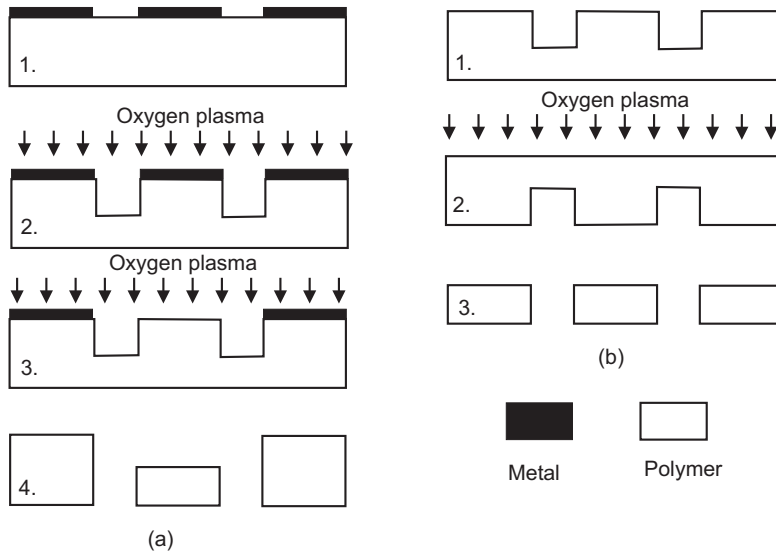 1.
Oxygen plasma
2.
Oxygen plasma
3.
4.
(a)
1.
Oxygen plasma
2.
3.
(b)
Metal
Polymer